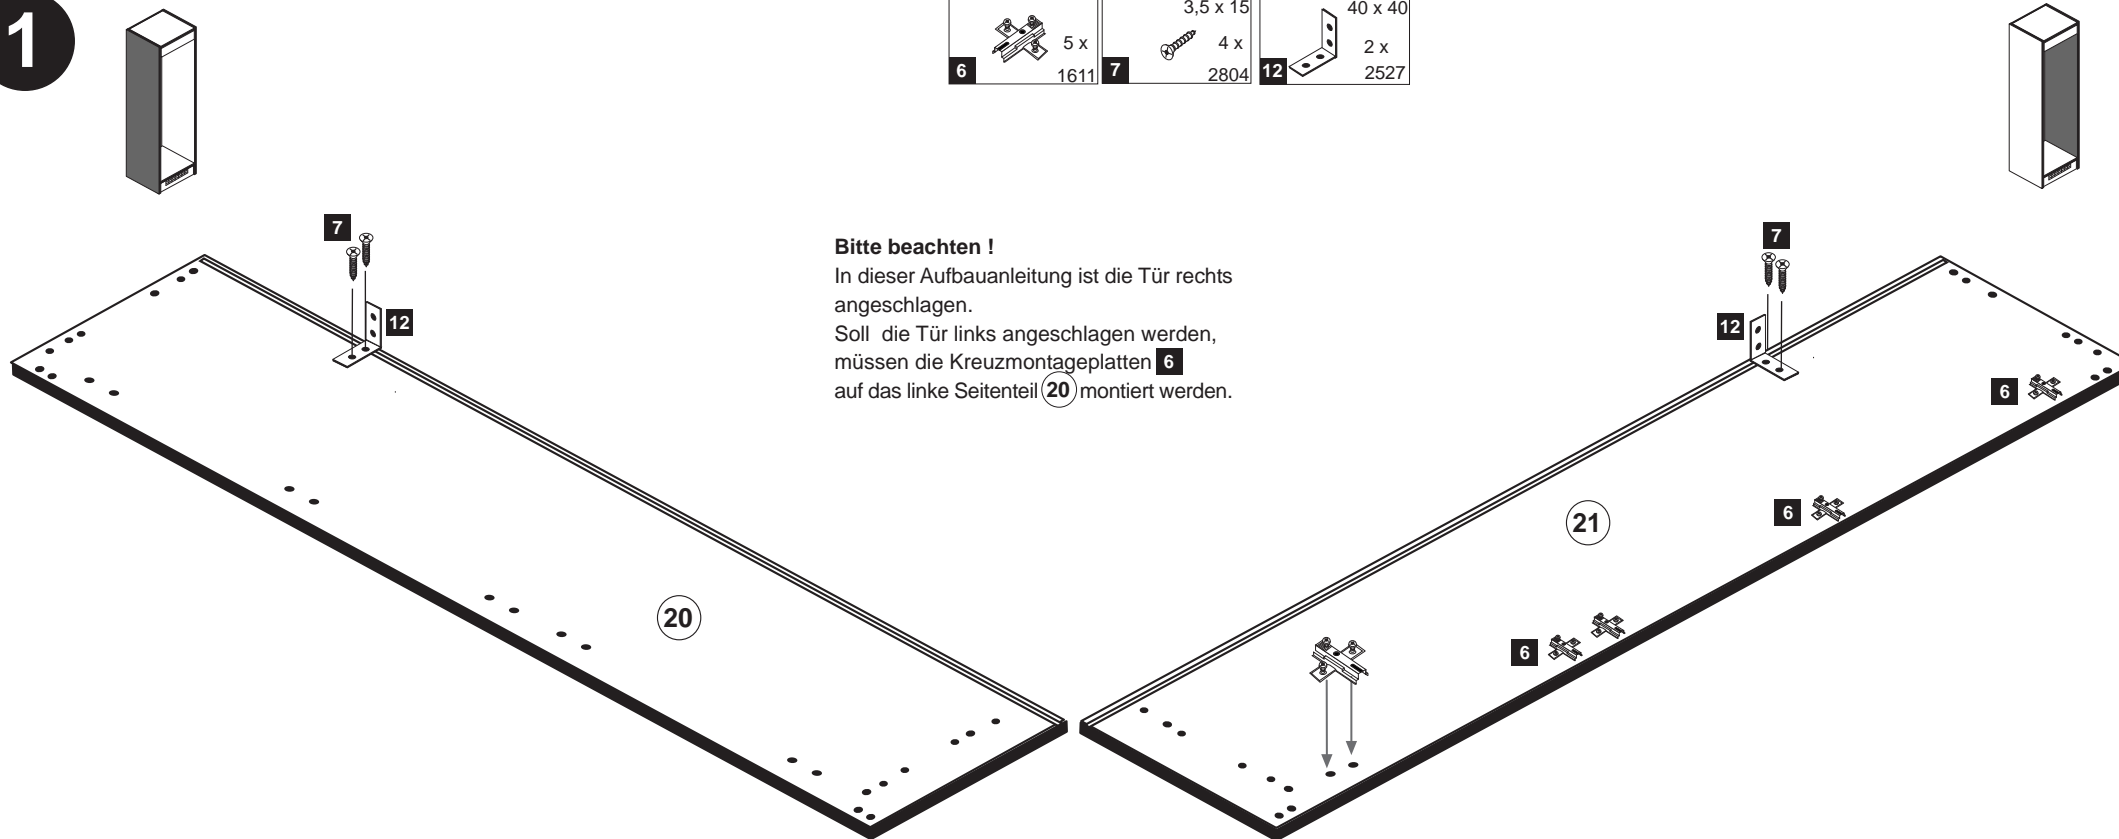 1
3,5 x 15
40 x 40
5 x
4 x
2 x
6
1611
7
2804
12
2527
7
7
12
12
Bitte beachten !
In dieser Aufbauanleitung ist die Tür rechts
angeschlagen.
Soll die Tür links angeschlagen werden,
müssen die Kreuzmontageplatten 6
auf das linke Seitenteil 20 montiert werden.
6
6
21
20
6